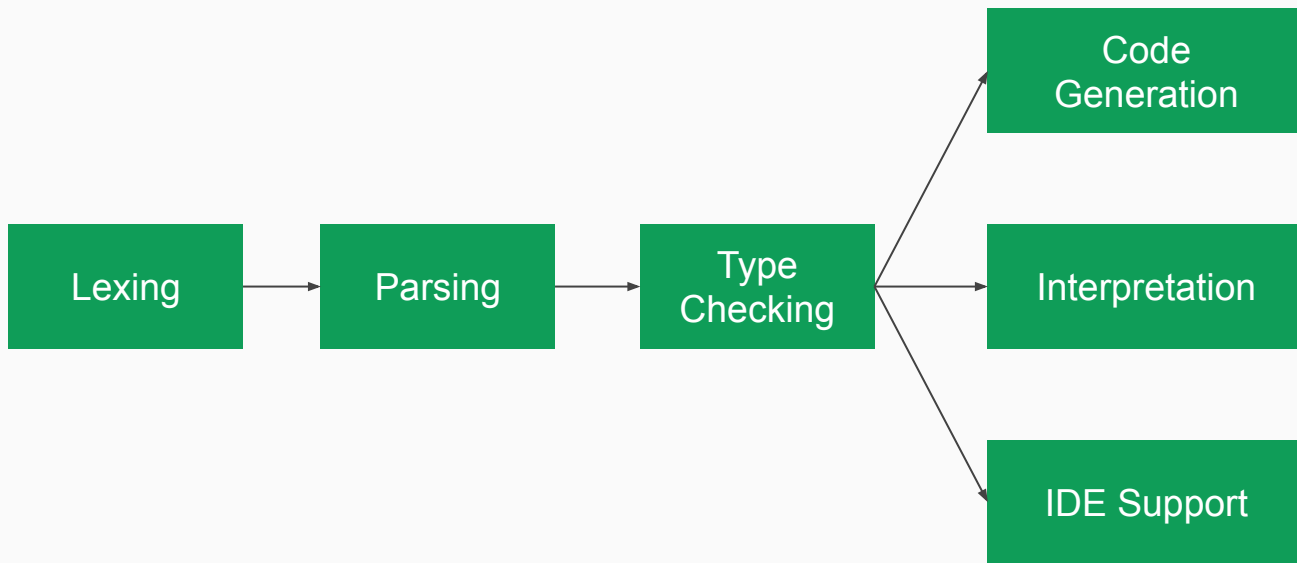 Lexing
Parsing
Type
Checking
Code
Generation
Interpretation
IDE Support